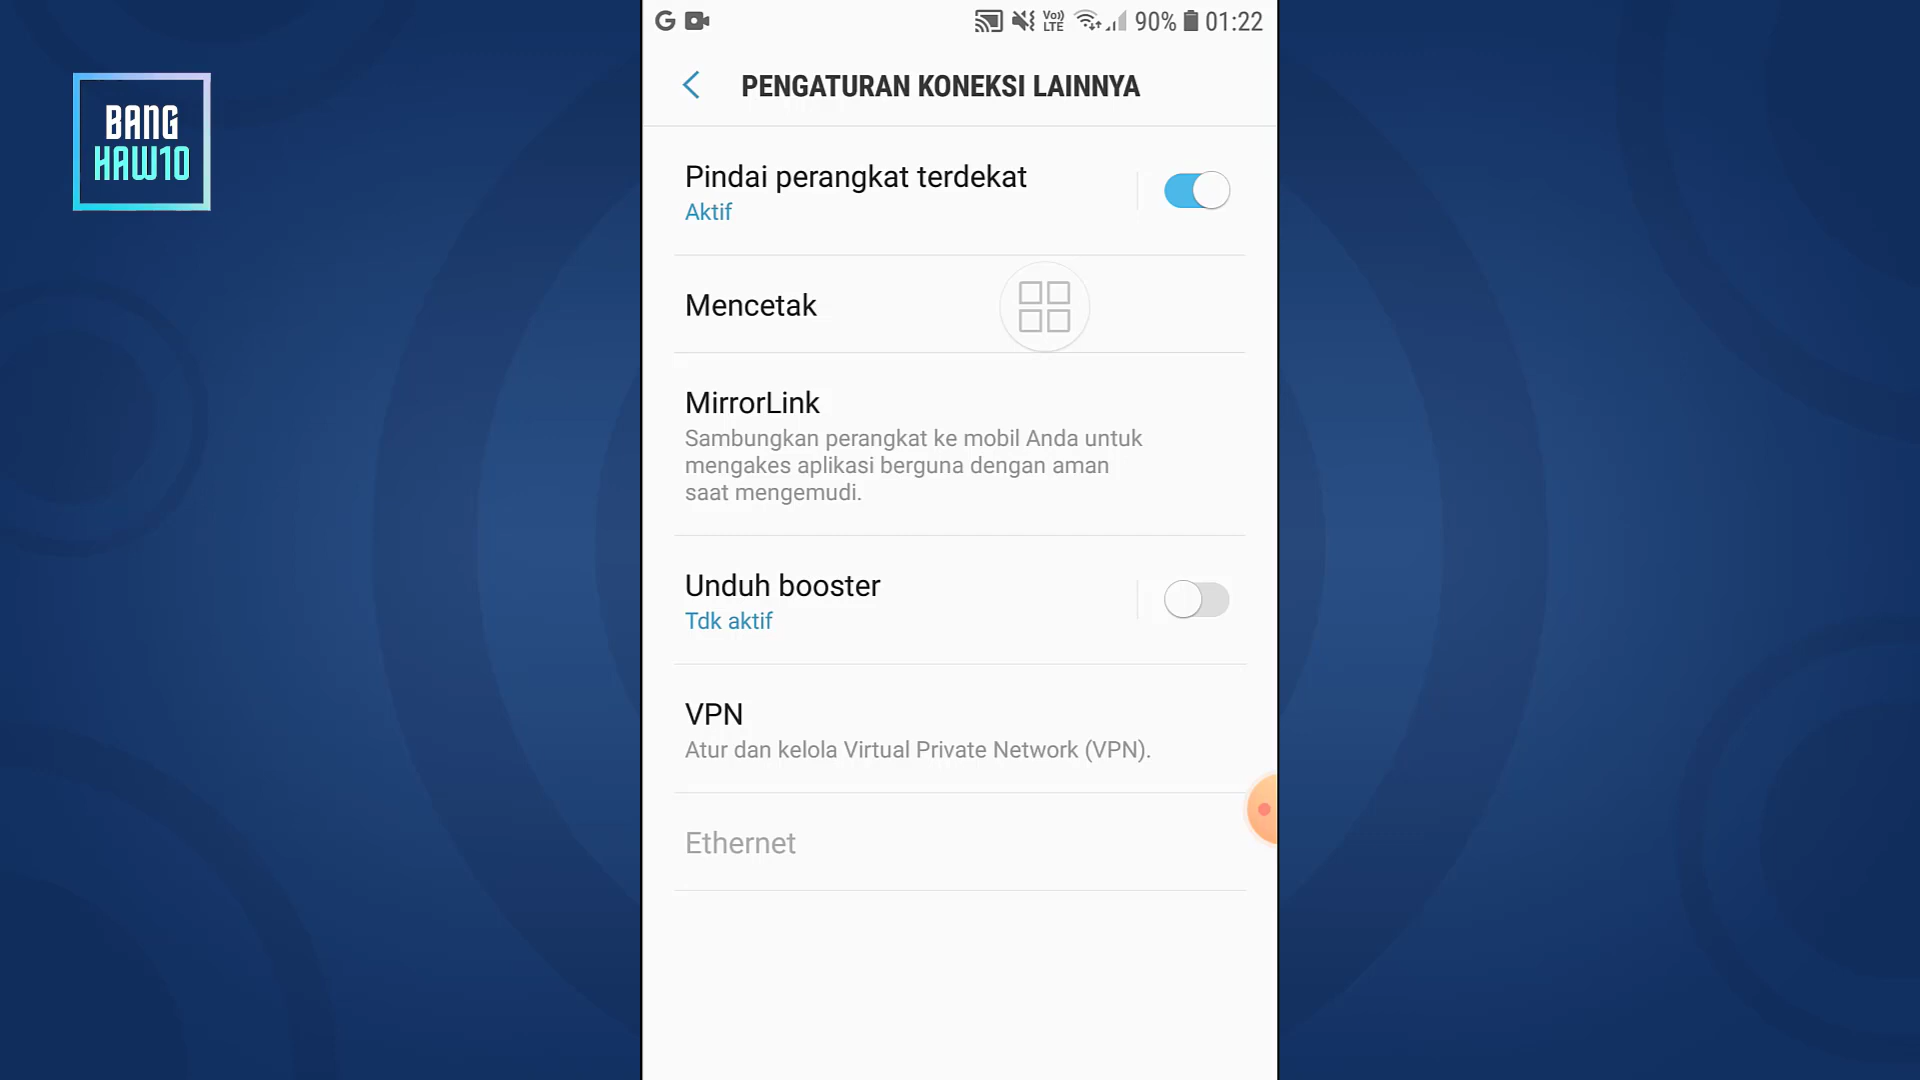 G
Vo))
LTE
90%
01:22
BANG
HAW10
PENGATURAN KONEKSI LAINNYA
Pindai perangkat terdekat
Aktif
Mencetak
MirrorLink
Sambungkan perangkat ke mobil Anda untuk
mengakes aplikasi berguna dengan aman
saat mengemudi.
Unduh booster
Tdk aktif
VPN
Atur dan kelola Virtual Private Network (VPN).
Ethernet